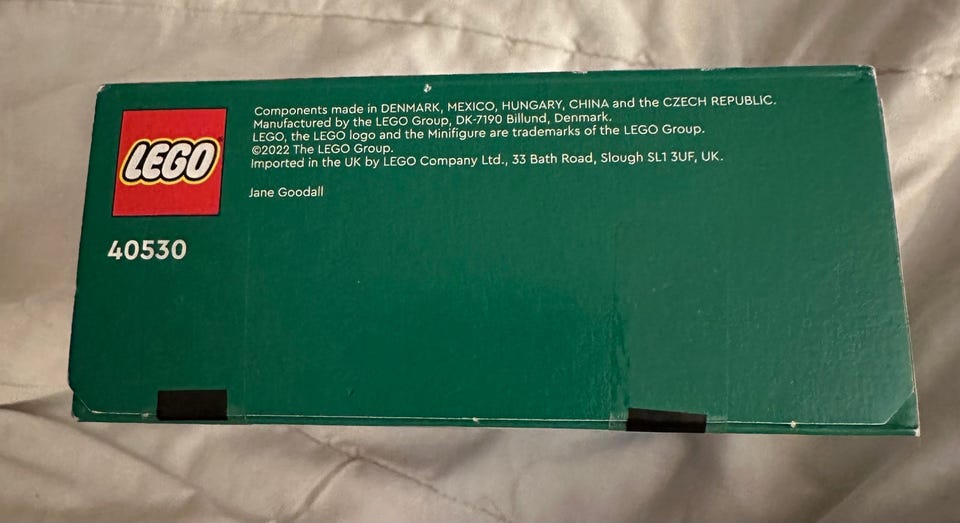 LEGO
40530
Components made in DENMARK, MEXICO, HUNGARY, CHINA and the CZECH REPUBLIC.
Manufactured by the LEGO Group, DK-7190 Billund, Denmark.
LEGO, the LEGO logo and the Minifigure are trademarks of the LEGO Group.
©2022 The LEGO Group.
Imported in the UK by LEGO Company Ltd., 33 Bath Road, Slough SL1 3UF, UK.
Jane Goodall